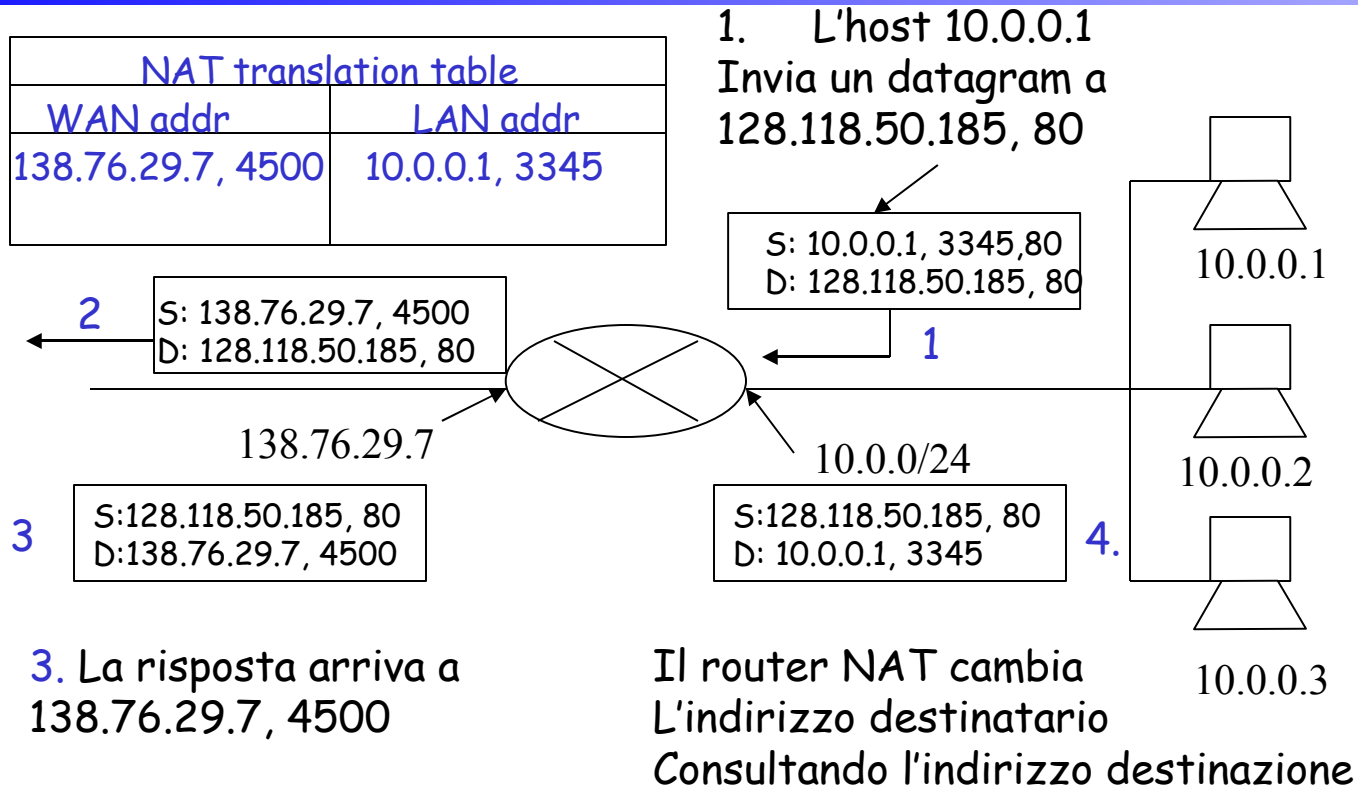 NAT translation table
WAN addr LAN addr
138.76.29.7, 4500 10.0.0.1, 3345
1. L'host 10.0.0.1
Invia un datagram a
128.118.50.185, 80
S: 10.0.0.1, 3345,80
D: 128.118.50.185, 80
1
10.0.0.1
2
S: 138.76.29.7, 4500
D: 128.118.50.185, 80
138.76.29.7
10.0.0/24
10.0.0.2
3
S:128.118.50.185, 80
D:138.76.29.7, 4500
S:128.118.50.185, 80
D: 10.0.0.1, 3345
4.
10.0.0.3
3. La risposta arriva a
138.76.29.7, 4500
Il router NAT cambia
L'indirizzo destinatario
Consultando l'indirizzo destinazione